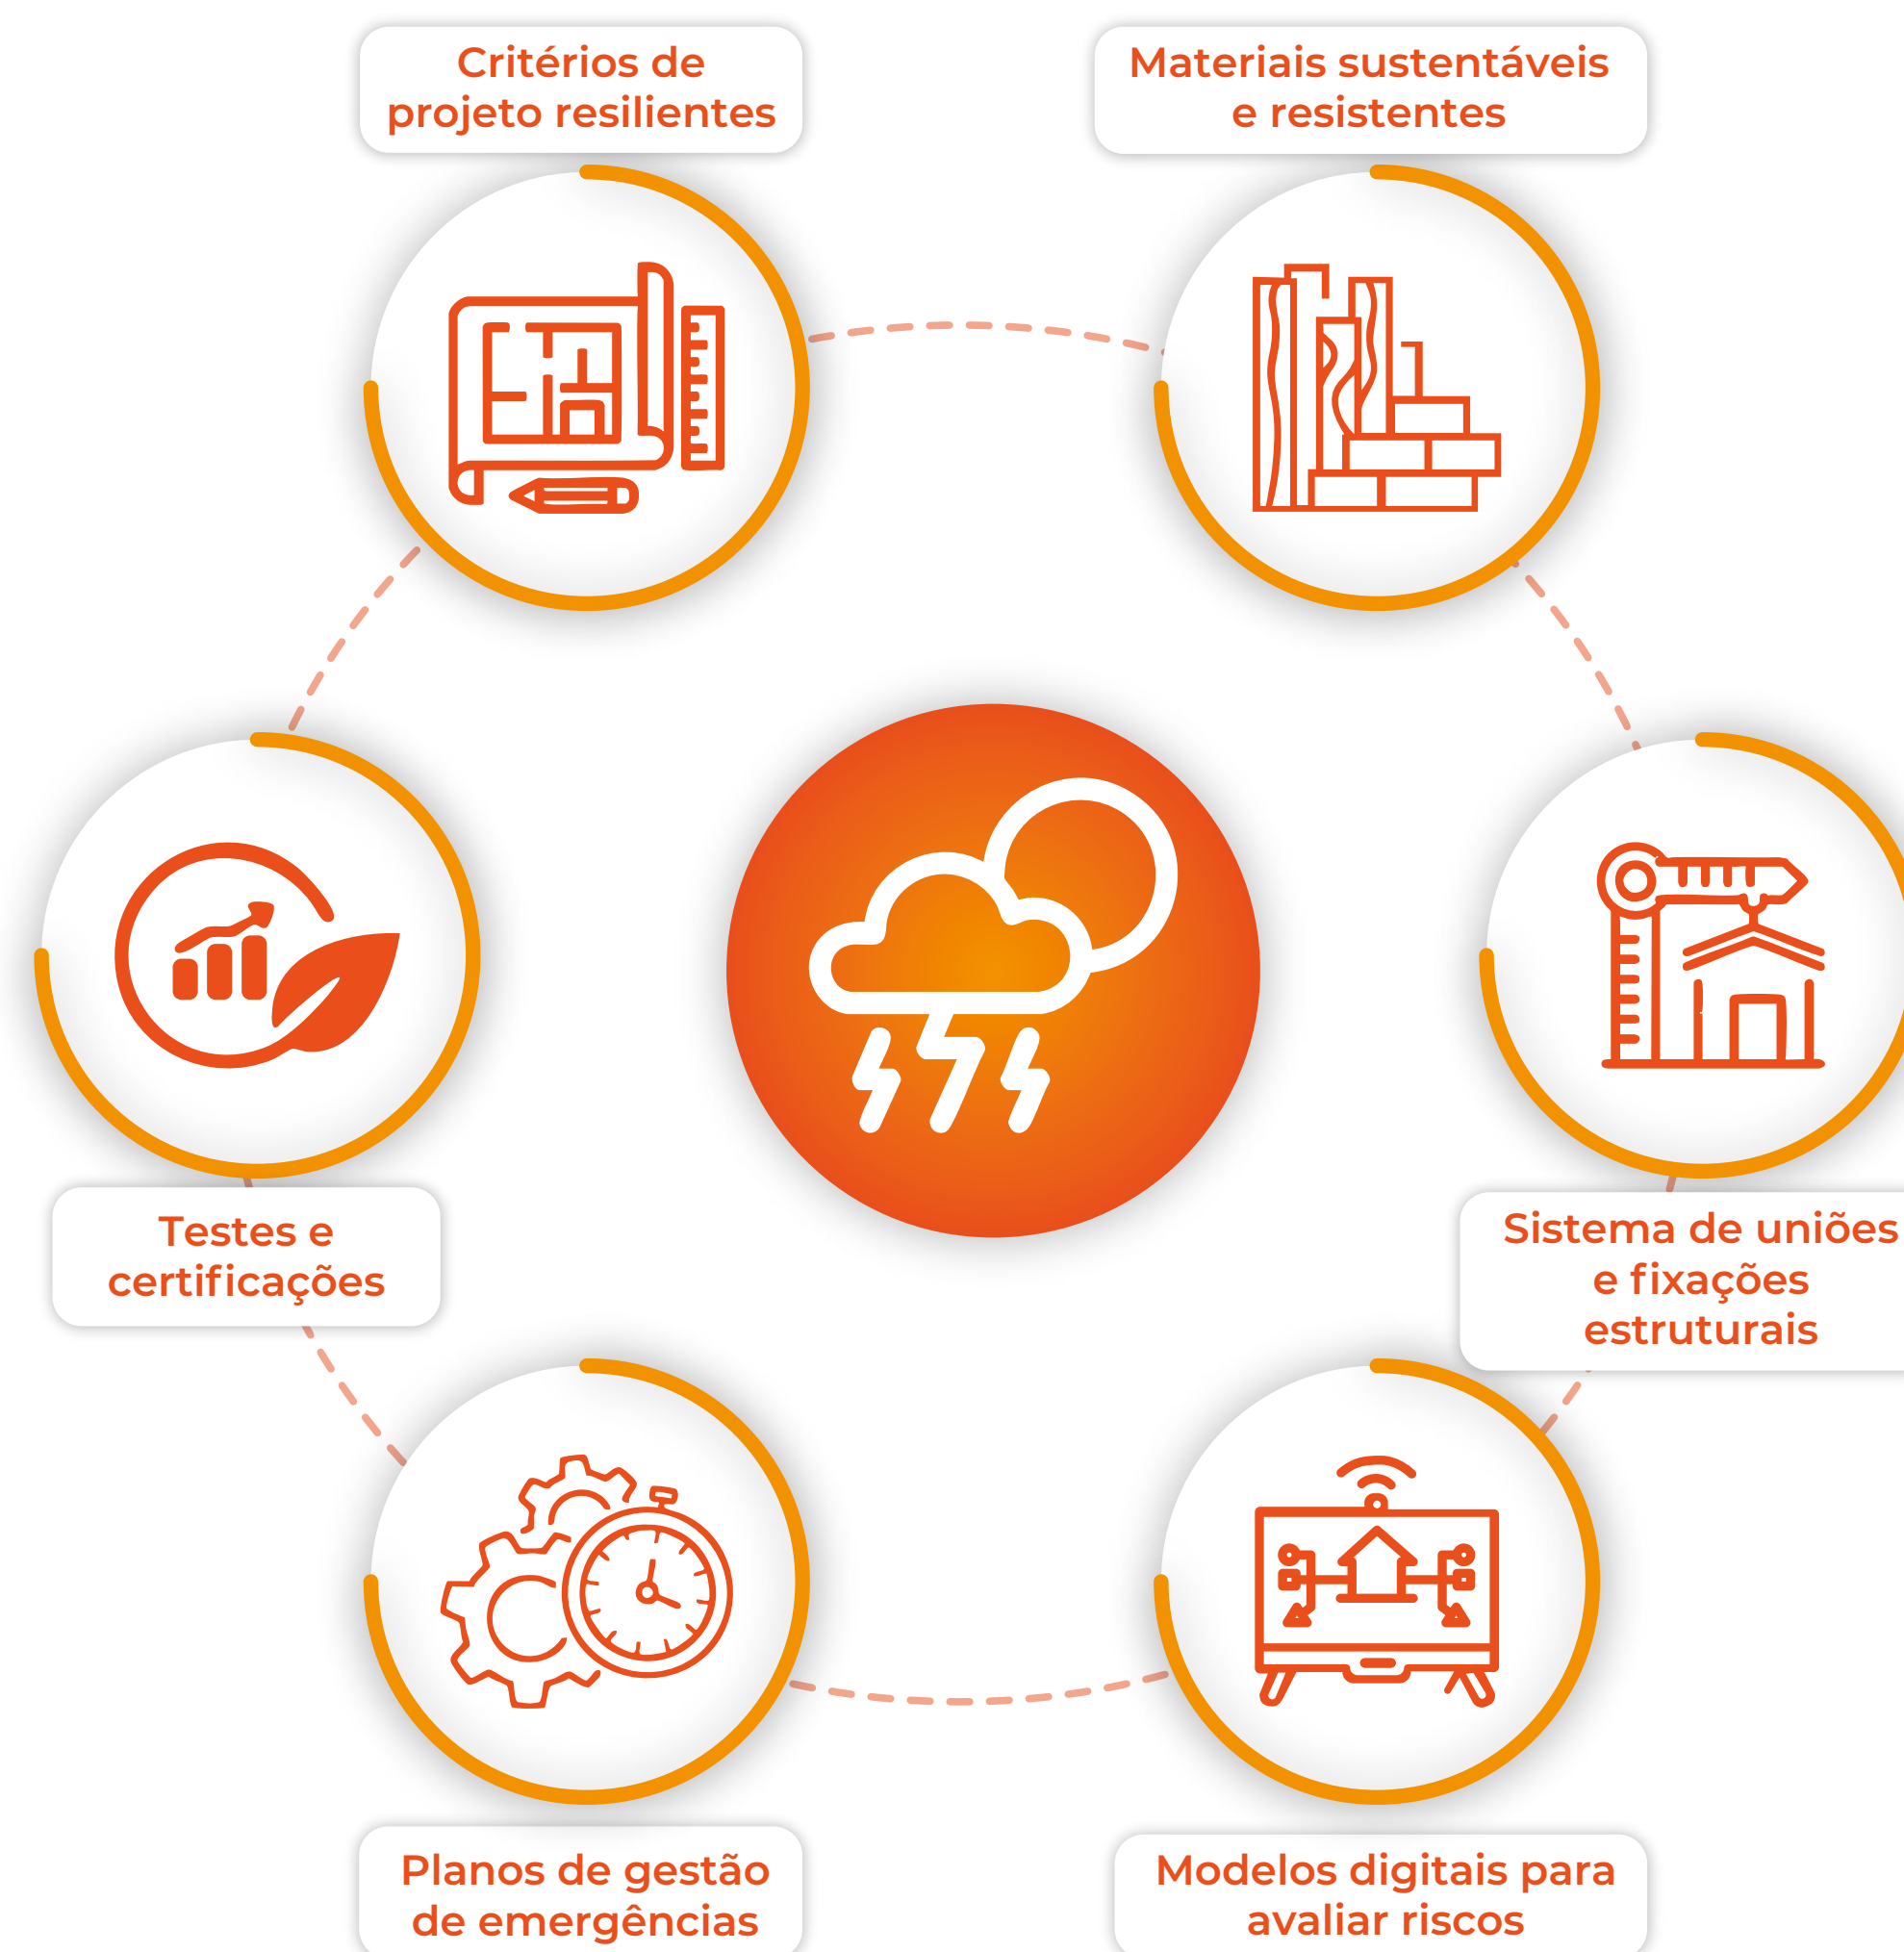 Critérios de
projeto resilientes
Materiais sustentáveis
e resistentes
Testes e
certificações
Sistema de uniões
e fixações
estruturais
Planos de gestão
de emergências
Modelos digitais para
avaliar riscos